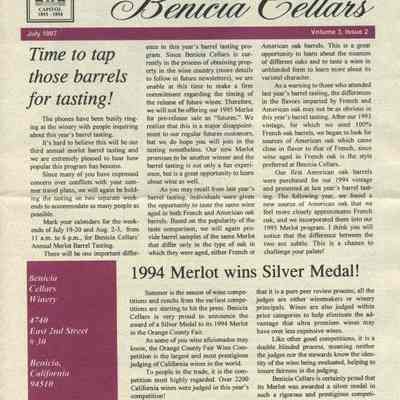 CAPITOL
Benicia Cellars
July 1997
Volume 3, Issue 2
Time to tap
those barrels
for tasting!
The phones have been busily ring-
ing at the winery with people inquiring
about this year's barrel tasting.
It's hard to believe this will be our
third annual merlot barrel tasting and
we are extremely pleased to how how
popular this program has become.
Since many of you have expressed
concern over conflicts with your sum-
mer travel plans, we will again be hold-
ing the tasting on two separate week-
ends to accommodate as many people as
possible.
Mark your calendars for the week-
ends of July 19-20 and Aug. 2-3, from
11 a.m. to 6 p.m., for Benicia Cellars'
Annual Merlot Barrel Tasting.
There will be one important differ-
ence in this year's barrel tasting program.
Since Benicia Cellars is currently
in the process of obtaining property
in the wine country (more details
to follow in future newsletters), we are
unable at this time to make a firm
commitment regarding the timing of
the release of future wines. Therefore,
we will not be offering our 1995 Merlot
for pre-release sale as "futures." We
realize that this is a major disappoint-
ment to our regular futures customers,
but we do hope you will join in the
tasting nonetheless. Our new Merlot
promises to be another winner and the
barrel tasting is not only a fun experi-
ence, but is a great opportunity to learn
about wine as well.
As you may recall from last year's
barrel tasting, individuals were given
the opportunity to taste the same wine
aged in both French and American oak
barrels. Based on the popularity of the
taste comparison, we will again pro-
vide barrel samples of the same Merlot
that differ only in the type of oak in
which they were aged, either French or
American oak barrels. This is a great
opportunity to learn about the nuances
of different oaks and to taste a wine in
unblended form to learn more about its
varietal character.
As a warning to those who attended
last year's barrel tasting, the differences
in the flavors imparted by French and
American oak may not be as obvious in
this year's barrel tasting. After our 1993
vintage, for which we used 100%
French oak barrels, we began to look for
sources of American oak which came
close in flavor to that of French, since
wine aged in French oak is the style
preferred at Benicia Cellars.
Our first American oak barrels
were purchased for our 1994 vintage
and presented at last year's barrel tast-
ing. The following year, we found a
new source of American oak that we
feel more closely approximates French
oak, and we incorporated them into our
1995 Merlot program. I think you will
notice that the difference between the
two are subtle. This is a chance to
challenge your palate!
Benicia
Cellars
Winery
4740
East 2nd Street
# 30
Benicia,
California
94510
1994 Merlot wins Silver Medal!
Summer is the season of wine compe-
titions and results from the earliest competi-
tions are starting to hit the press. Benicia
Cellars is very proud to announce the
award of a Silver Medal to its 1994 Merlot
in the Orange County Fair.
As some of you wine aficionados may
know, the Orange County Fair Wine Com-
petition is the largest and most prestigious
judging of California wines in the world.
To people in the trade, it is the com-
petition most highly regarded. Over 2200
California wines were judged in this year's
competition!
that it is a pure peer review process; all the
judges are either winemakers or winery
principals. Wines are also judged within
price categories to help eliminate the ad-
vantage that ultra premium wines may
have over less expensive wines.
Like other good competitions, it is a
double blinded process, meaning neither
the judges nor the stewards know the iden-
tity of the wine being evaluated, helping to
insure fairness in the judging.
Benicia Cellars is certainly proud that
its Merlot was awarded a silver medal in
such a rigorous and prestigious competi-